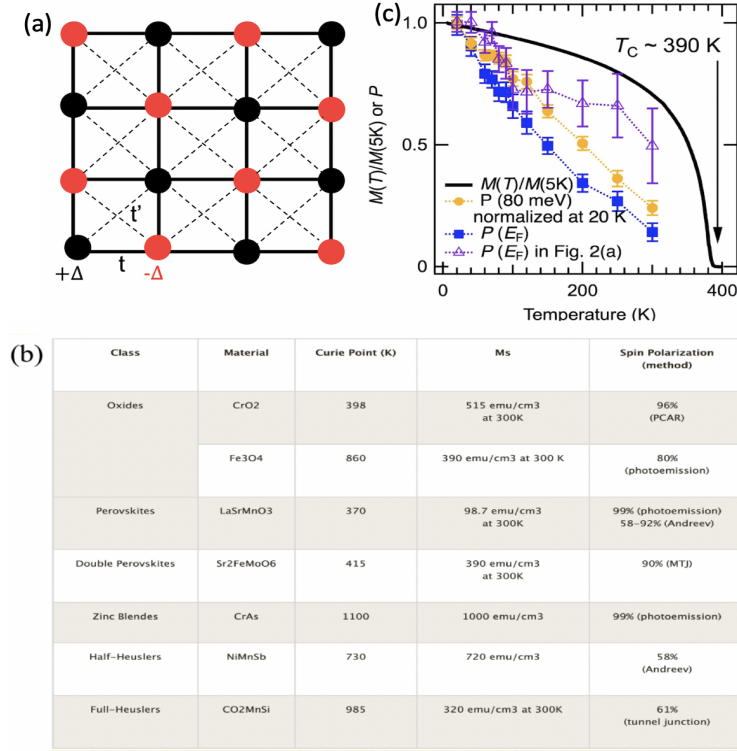 (a)
t'
+Δ
t
-Δ
(c)
M(T)/M(5K) or P
1.0
0.5
0
T_C ~ 390 K
M(T)/M(5K)
P (80 meV)
normalized at 20 K
P (E_F)
P (E_F) in Fig. 2(a)
0
200
400
Temperature (K)
(b)
Class
Material
Curie Point (K)
Ms
Spin Polarization
(method)
Oxides
CrO2
398
515 emu/cm3
at 300K
96%
(PCAR)
Fe3O4
860
390 emu/cm3 at 300 K
80%
(photoemission)
Perovskites
LaSrMnO3
370
98.7 emu/cm3
at 300K
99% (photoemission)
58-92% (Andreev)
Double Perovskites
Sr2FeMoO6
415
390 emu/cm3
at 300K
90% (MTJ)
Zinc Blendes
CrAs
1100
1000 emu/cm3
99% (photoemission)
Half-Heuslers
NiMnSb
730
720 emu/cm3
58%
(Andreev)
Full-Heuslers
CO2MnSi
985
320 emu/cm3 at 300K
61%
(tunnel junction)